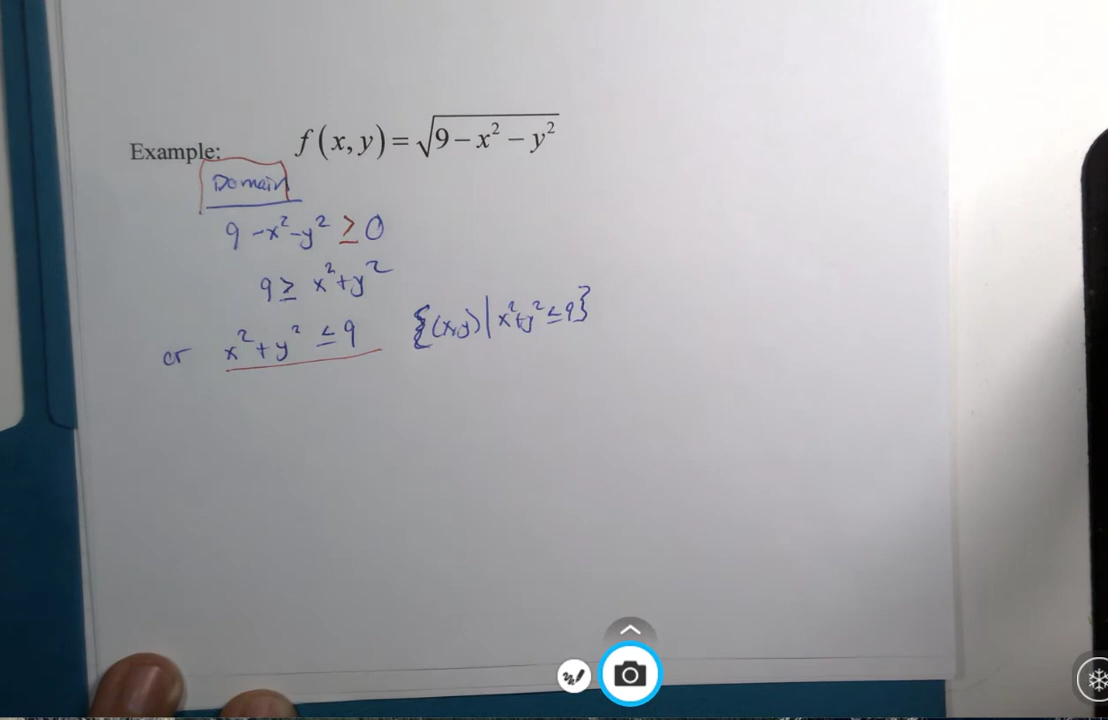 Example: f(x, y) = √(9 − x² − y²)
Domain
9 - x² - y² ≥ 0
9 ≥ x² + y²
or x² + y² ≤ 9 {(x,y) | x² + y² ≤ 9}